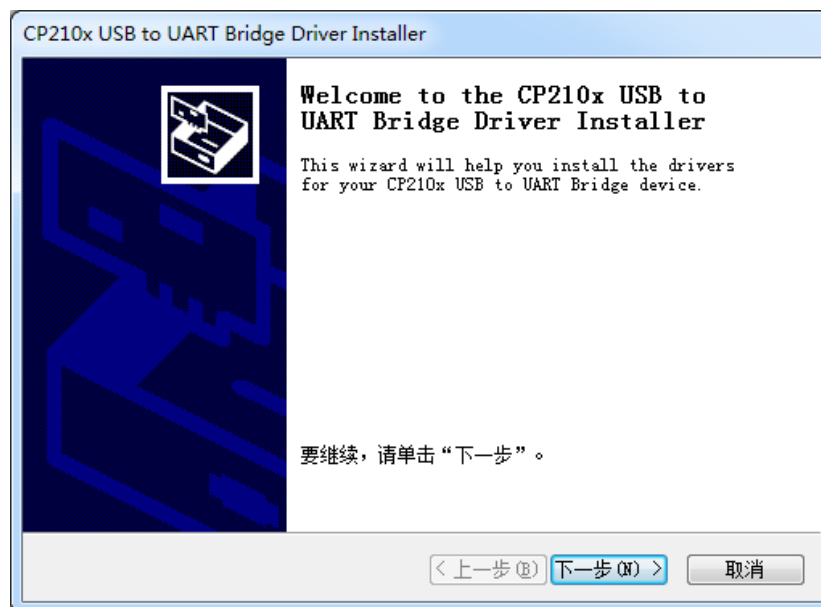 CP210x USB to UART Bridge Driver Installer
Welcome to the CP210x USB to
UART Bridge Driver Installer
This wizard will help you install the drivers
for your CP210x USB to UART Bridge device.
要继续，请单击“下一步”。
< 上一步(B) 下一步(N) > 取消